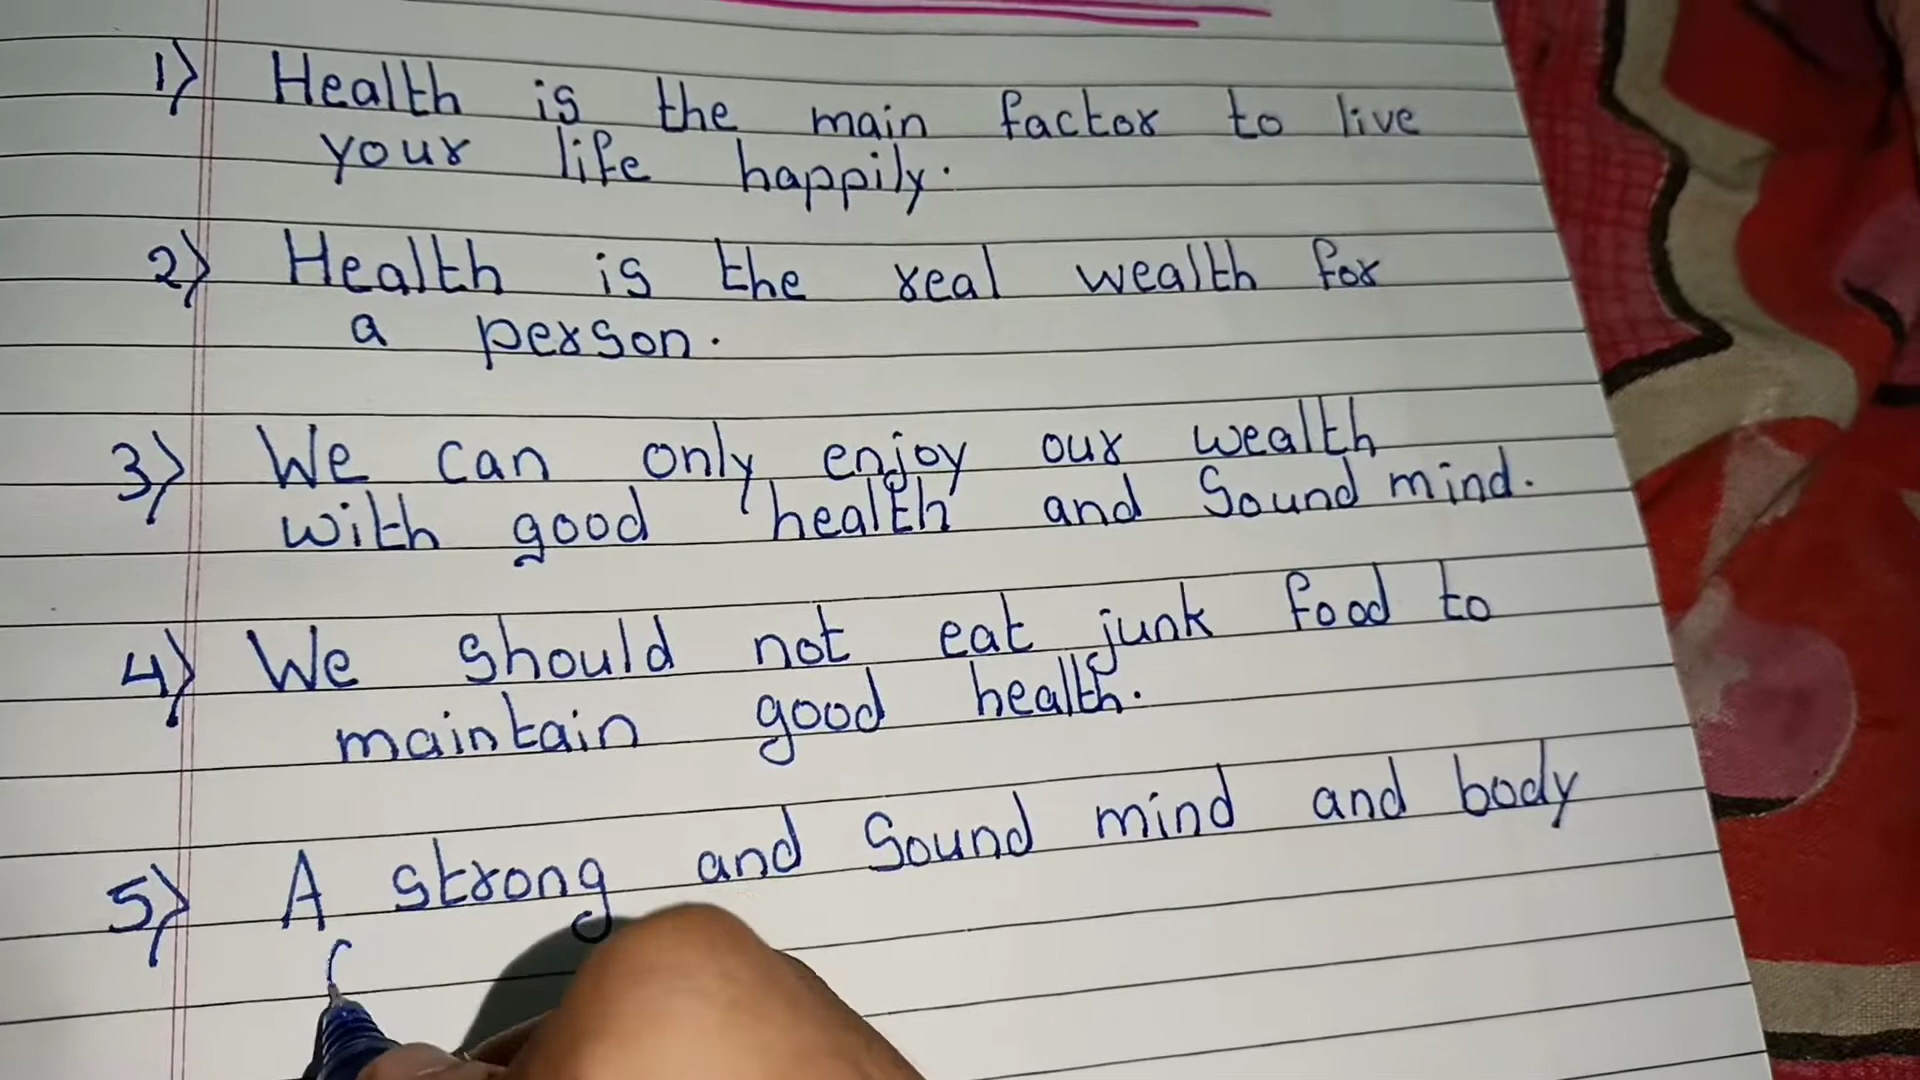 1) Health is the main factor to live
your life happily.
2) Health is the real wealth for
a person.
3) We can only enjoy our wealth
with good health and Sound mind.
4) We should not eat junk food to
maintain good health.
5) A strong and Sound mind and body